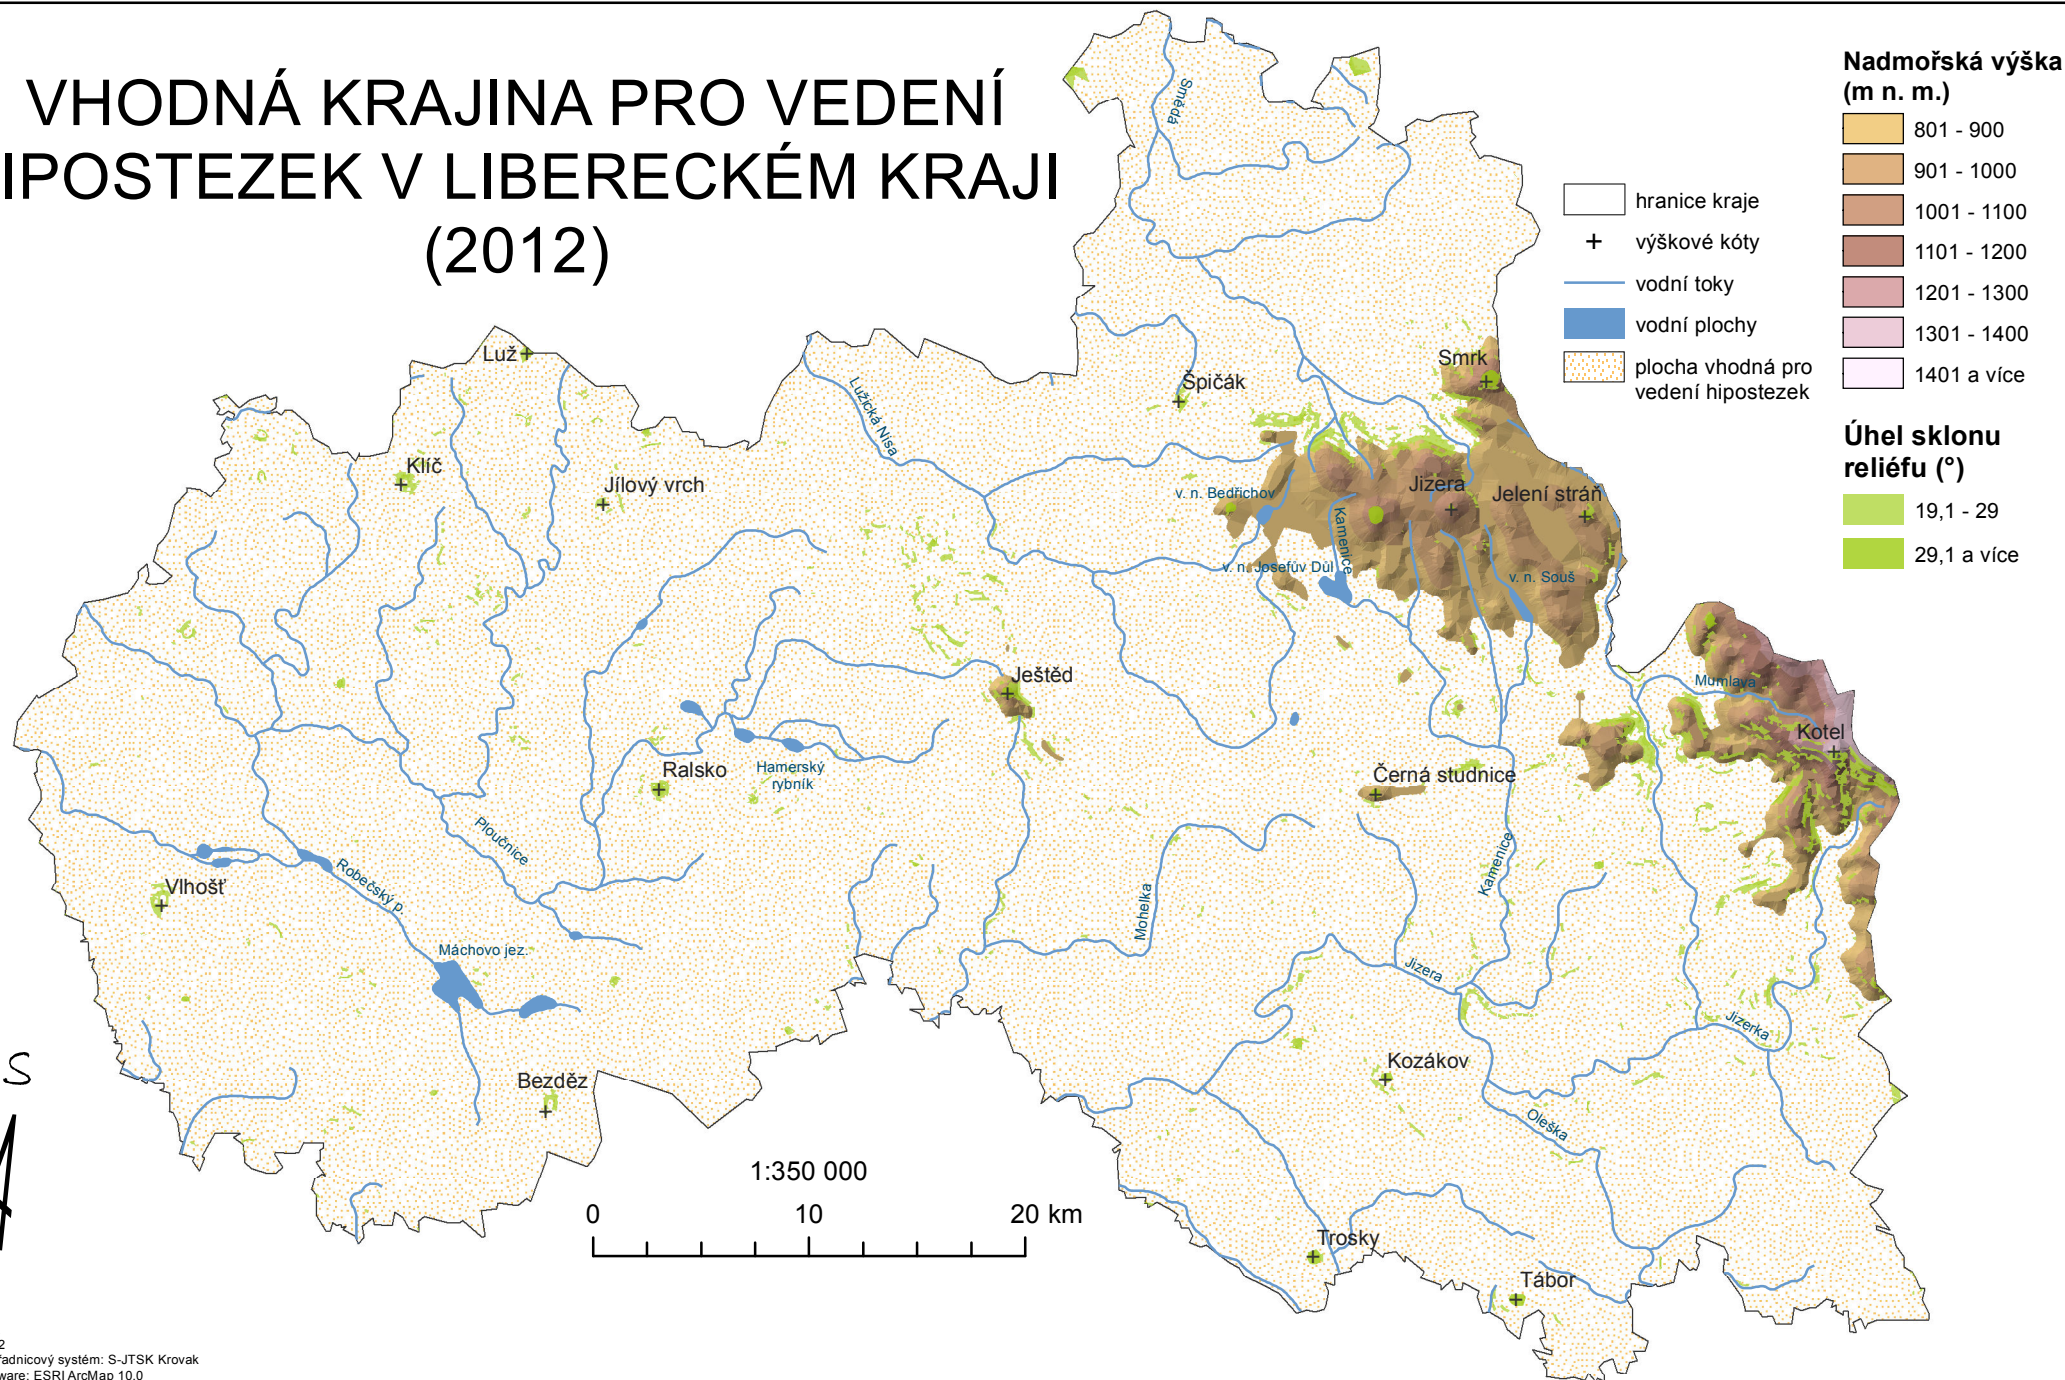 VHODNÁ KRAJINA PRO VEDENÍ
IPOSTEZEK V LIBERECKÉM KRAJI
(2012)
hranice kraje
výškové kóty
vodní toky
vodní plochy
plocha vhodná pro
vedení hipostezek
Nadmořská výška
(m n. m.)
801 - 900
901 - 1000
1001 - 1100
1101 - 1200
1201 - 1300
1301 - 1400
1401 a více
Úhel sklonu
reliéfu (°)
19,1 - 29
29,1 a více
Smědá
Luž
Špičák
Smrk
Lužická Nisa
Klíč
Jílový vrch
v. n. Bedřichov
Jizera
Jelení stráň
Kamenice
v. n. Josefův Důl
v. n. Souš
Ještěd
Mumlava
Kotel
Ralsko
Hamerský
rybník
Černá studnice
Ploučnice
Robečský p.
Vlhošť
Kamenice
Mohelka
Máchovo jez.
Jizera
Jizerka
Kozákov
Bezděz
Oleška
S
1:350 000
0 10 20 km
Trosky
Tábor
2
řadnicový systém: S-JTSK Krovak
ware: ESRI ArcMap 10.0